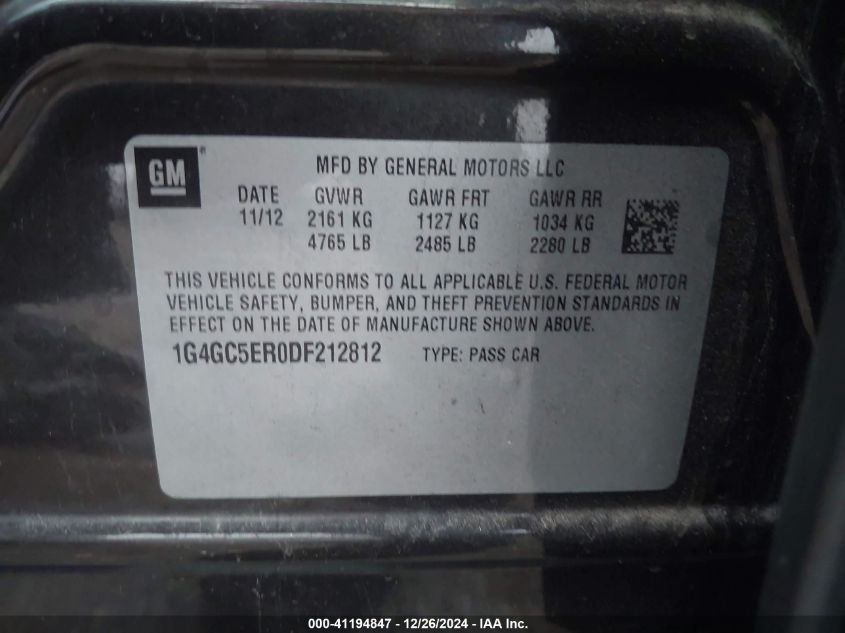 GM
MFD BY GENERAL MOTORS LLC
DATE GVWR GAWR FRT GAWR RR
11/12 2161 KG 1127 KG 1034 KG
4765 LB 2485 LB 2280 LB
THIS VEHICLE CONFORMS TO ALL APPLICABLE U.S. FEDERAL MOTOR
VEHICLE SAFETY, BUMPER, AND THEFT PREVENTION STANDARDS IN
EFFECT ON THE DATE OF MANUFACTURE SHOWN ABOVE.
1G4GC5ER0DF212812 TYPE: PASS CAR
000-41194847 - 12/26/2024 - IAA Inc.